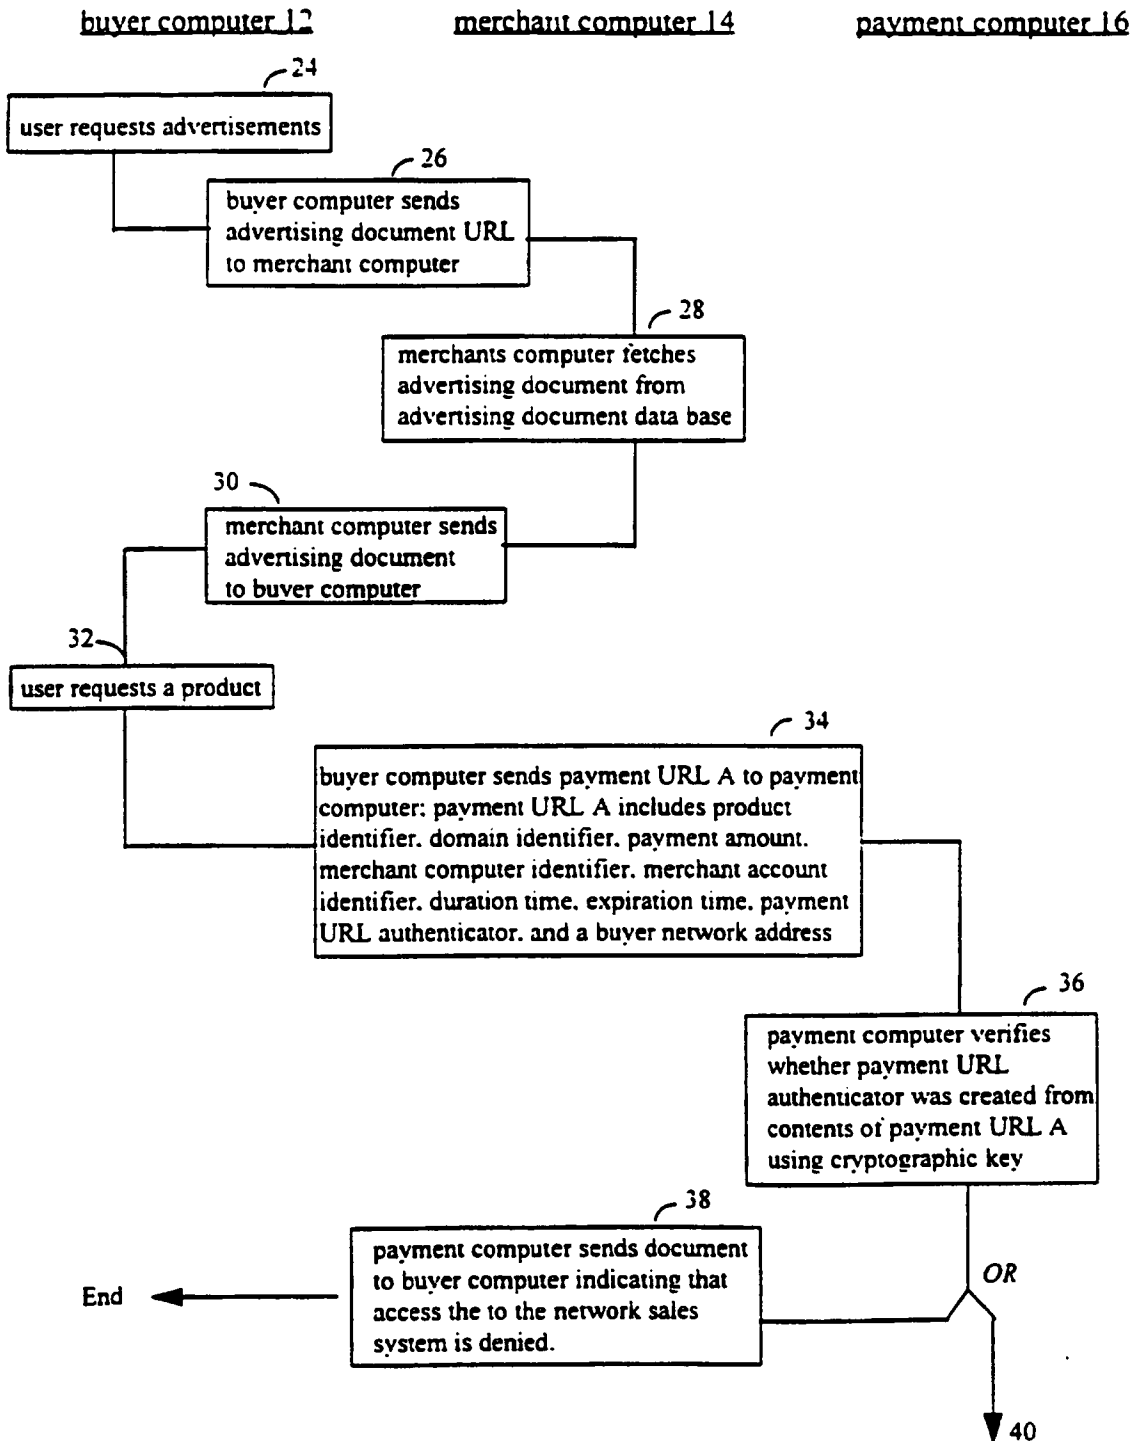 buyer computer 12 merchant computer 14 payment computer 16
24
user requests advertisements
26
buyer computer sends
advertising document URL
to merchant computer
28
merchants computer fetches
advertising document from
advertising document data base
30
merchant computer sends
advertising document
to buyer computer
32
user requests a product
34
buyer computer sends payment URL A to payment
computer; payment URL A includes product
identifier, domain identifier, payment amount,
merchant computer identifier, merchant account
identifier, duration time, expiration time, payment
URL authenticator, and a buyer network address
36
payment computer verifies
whether payment URL
authenticator was created from
contents of payment URL A
using cryptographic key
38
payment computer sends document
to buyer computer indicating that
access the to the network sales
system is denied.
End
OR
40